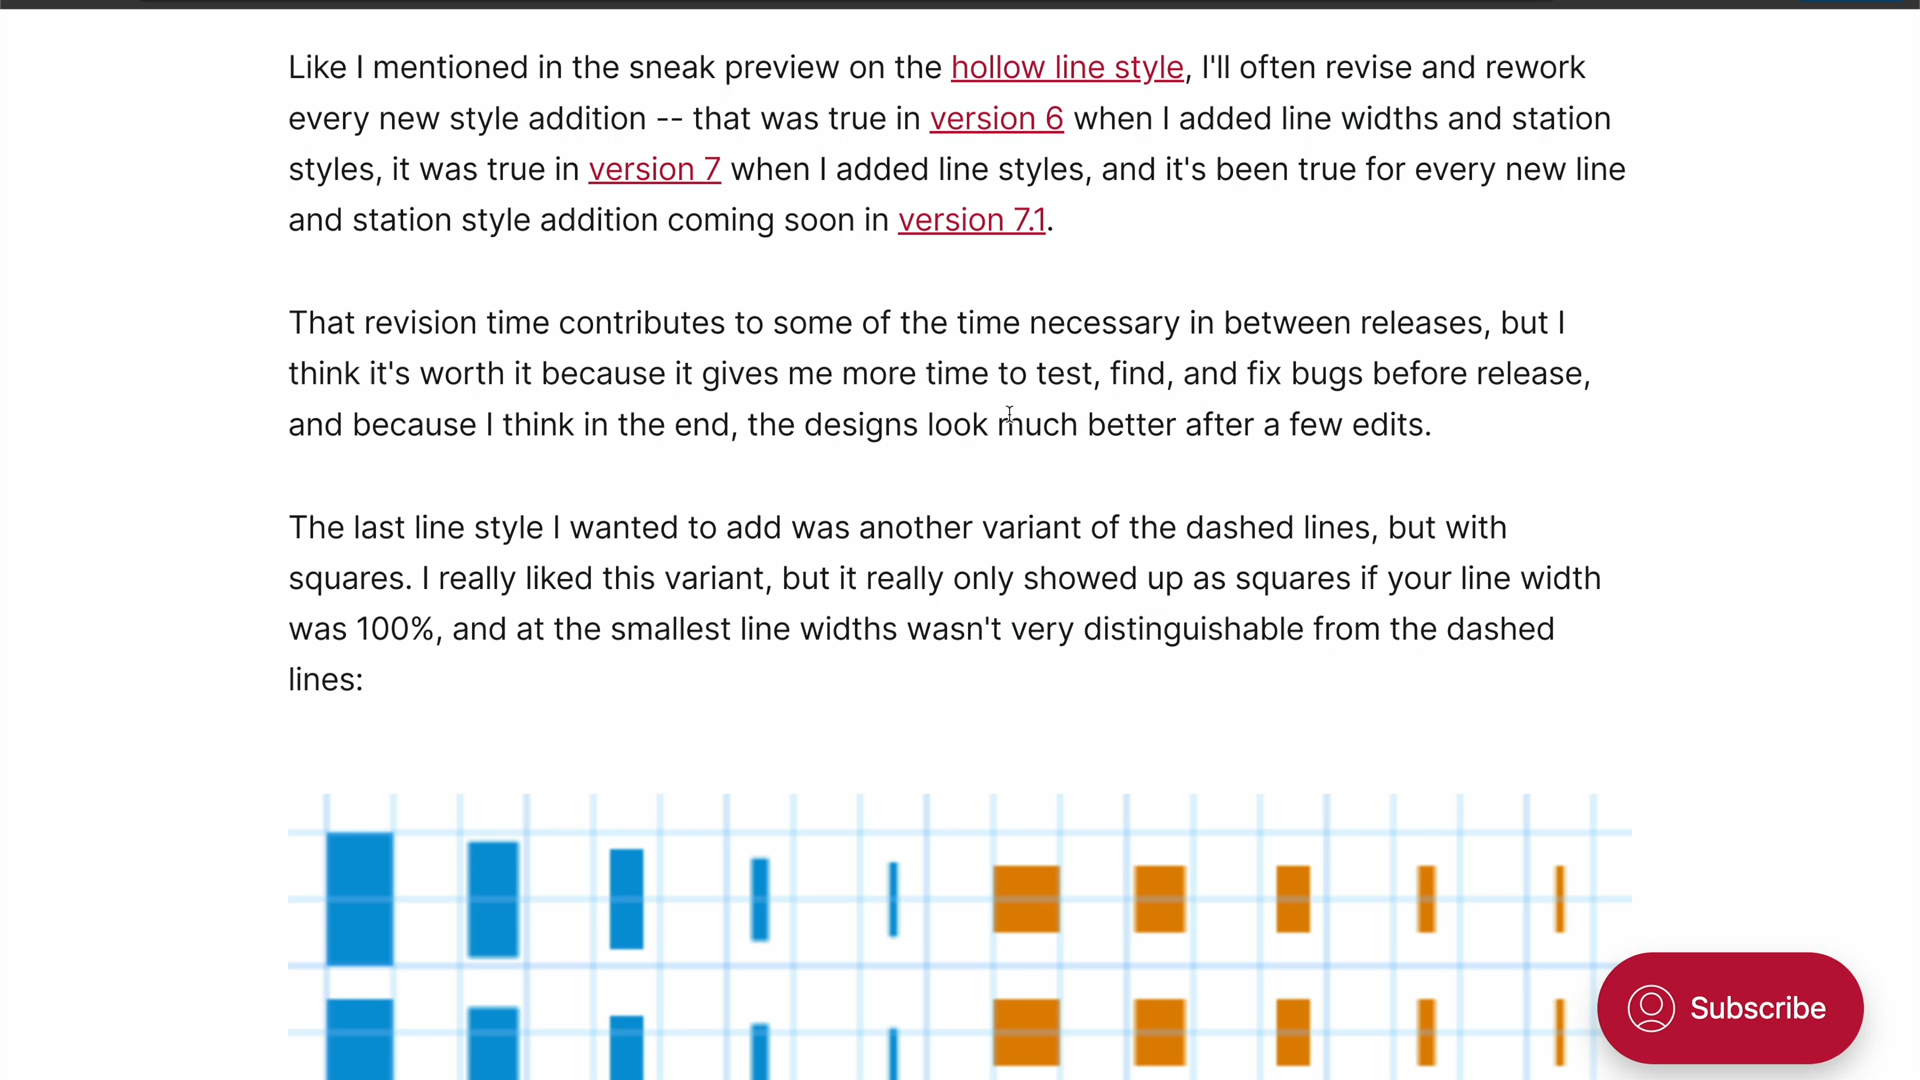 Like I mentioned in the sneak preview on the hollow line style, I'll often revise and rework
every new style addition -- that was true in version 6 when I added line widths and station
styles, it was true in version 7 when I added line styles, and it's been true for every new line
and station style addition coming soon in version 7.1.
That revision time contributes to some of the time necessary in between releases, but I
think it's worth it because it gives me more time to test, find, and fix bugs before release,
and because I think in the end, the designs look much better after a few edits.
The last line style I wanted to add was another variant of the dashed lines, but with
squares. I really liked this variant, but it really only showed up as squares if your line width
was 100%, and at the smallest line widths wasn't very distinguishable from the dashed
lines:
Subscribe